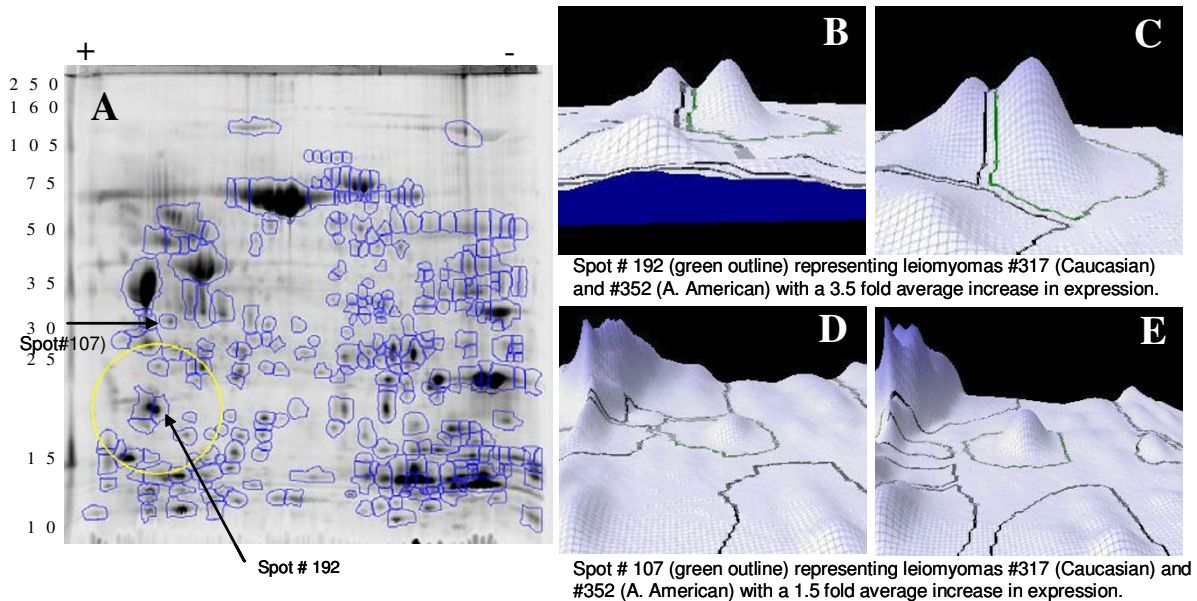 + -
A
2 5 0
1 6 0
1 0 5
7 5
5 0
3 5
3 0
Spot#107)
2 5
1 5
1 0
Spot # 192
B C
Spot # 192 (green outline) representing leiomyomas #317 (Caucasian)
and #352 (A. American) with a 3.5 fold average increase in expression.
D E
Spot # 107 (green outline) representing leiomyomas #317 (Caucasian) and
#352 (A. American) with a 1.5 fold average increase in expression.